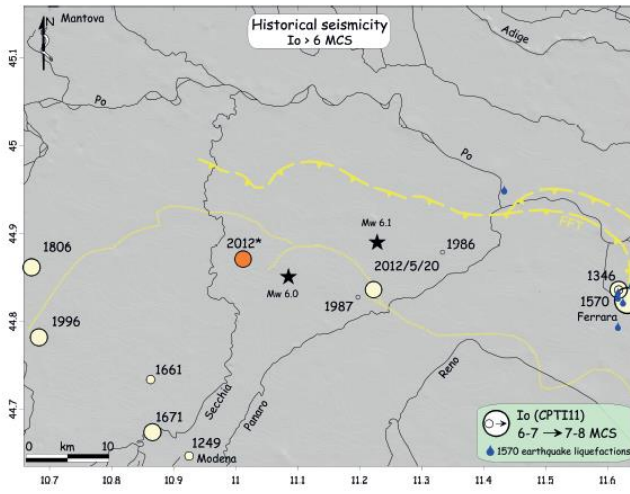 Historical seismicity
Io > 6 MCS
N
Mantova
Adige
45.1
Po
45
Po
44.9
Mw 6.1
FFT
1806
2012*
1986
2012/5/20
Mw 6.0
1346
1987
1570
Ferrara
44.8
1996
1661
Reno
Secchia
Panaro
44.7
1671
Io (CPTI11)
6-7 → 7-8 MCS
1570 earthquake liquefactions
0 km 10
1249
Modena
10.7 10.8 10.9 11 11.1 11.2 11.3 11.4 11.5 11.6